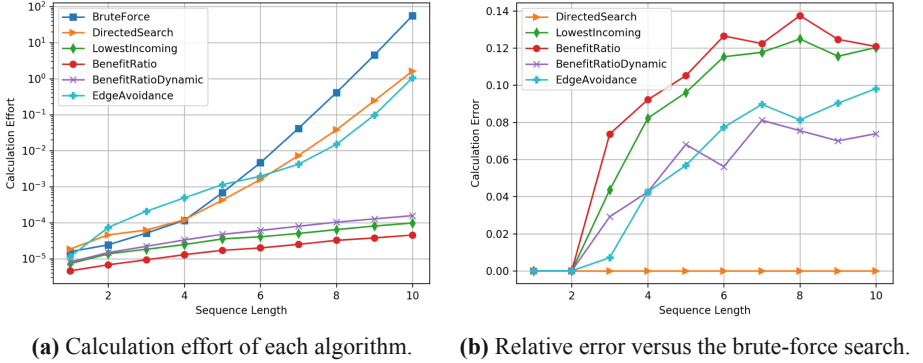 10²
10¹
10⁰
10⁻¹
10⁻²
10⁻³
10⁻⁴
10⁻⁵
Calculation Effort
BruteForce
DirectedSearch
LowestIncoming
BenefitRatio
BenefitRatioDynamic
EdgeAvoidance
2 4 6 8 10
Sequence Length
(a) Calculation effort of each algorithm.
0.14
0.12
0.10
0.08
0.06
0.04
0.02
0.00
Calculation Error
DirectedSearch
LowestIncoming
BenefitRatio
BenefitRatioDynamic
EdgeAvoidance
2 4 6 8 10
Sequence Length
(b) Relative error versus the brute-force search.